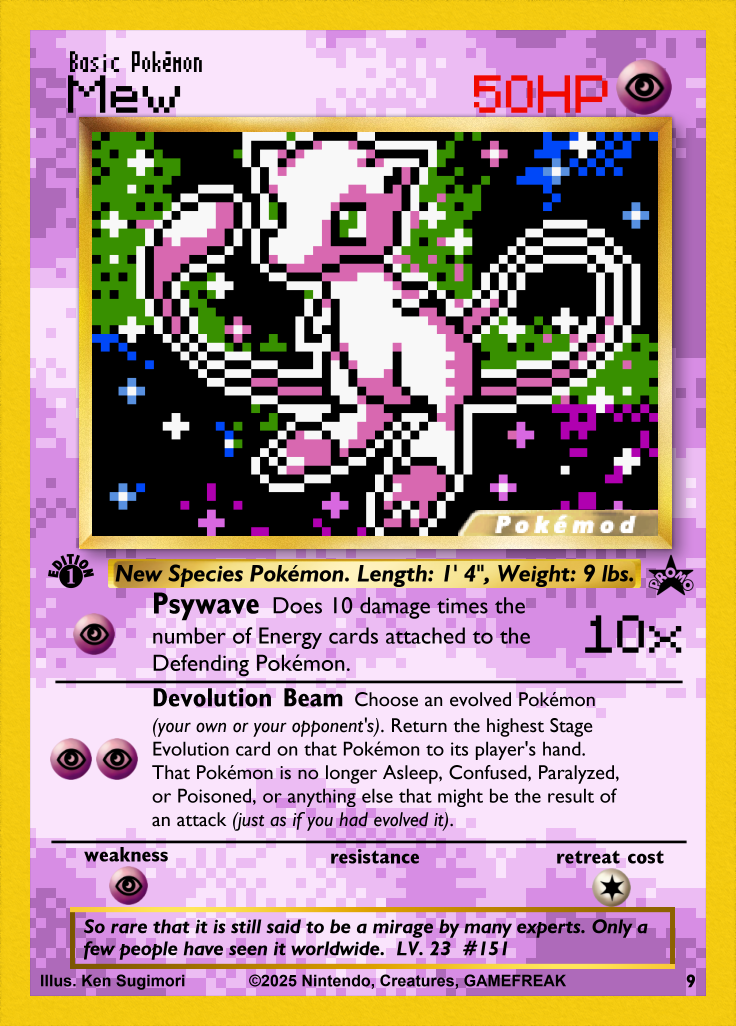 Basic Pokémon
Mew 50HP
Pokémod
EDITION 1
New Species Pokémon. Length: 1' 4", Weight: 9 lbs.
PROMO
Psywave Does 10 damage times the
number of Energy cards attached to the
Defending Pokémon.
10x
Devolution Beam Choose an evolved Pokémon
(your own or your opponent's). Return the highest Stage
Evolution card on that Pokémon to its player's hand.
That Pokémon is no longer Asleep, Confused, Paralyzed,
or Poisoned, or anything else that might be the result of
an attack (just as if you had evolved it).
weakness resistance retreat cost
So rare that it is still said to be a mirage by many experts. Only a
few people have seen it worldwide. LV. 23 #151
Illus. Ken Sugimori ©2025 Nintendo, Creatures, GAMEFREAK 9